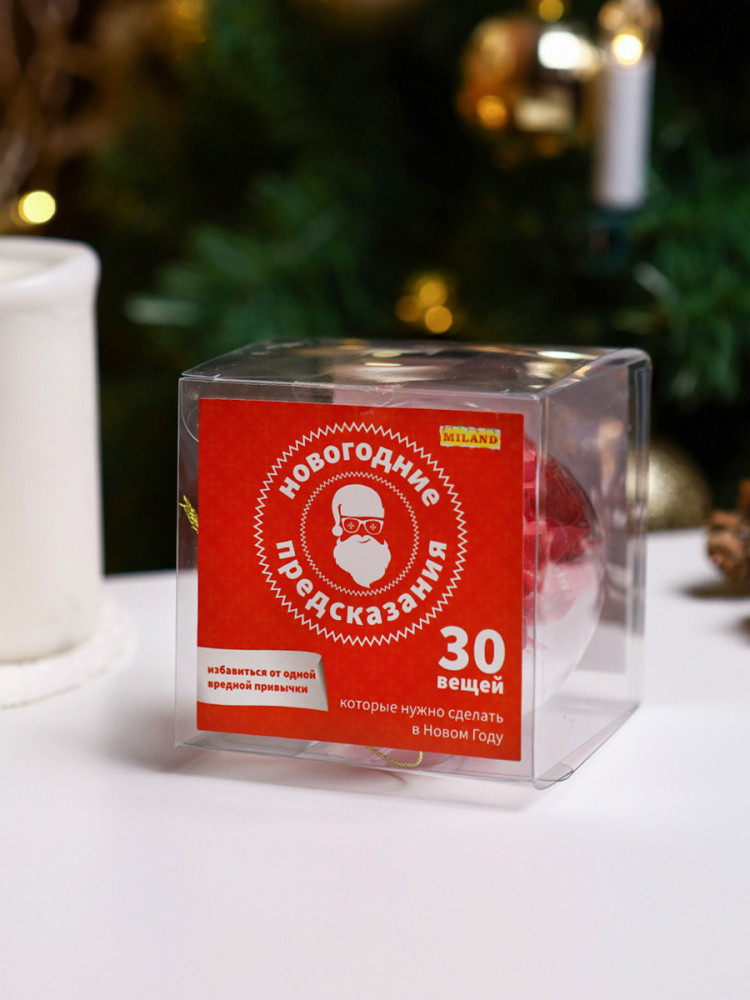 MILAND
новогодние
предсказания
30
вещей
избавиться от одной
вредной привычки
которые нужно сделать
в Новом Году